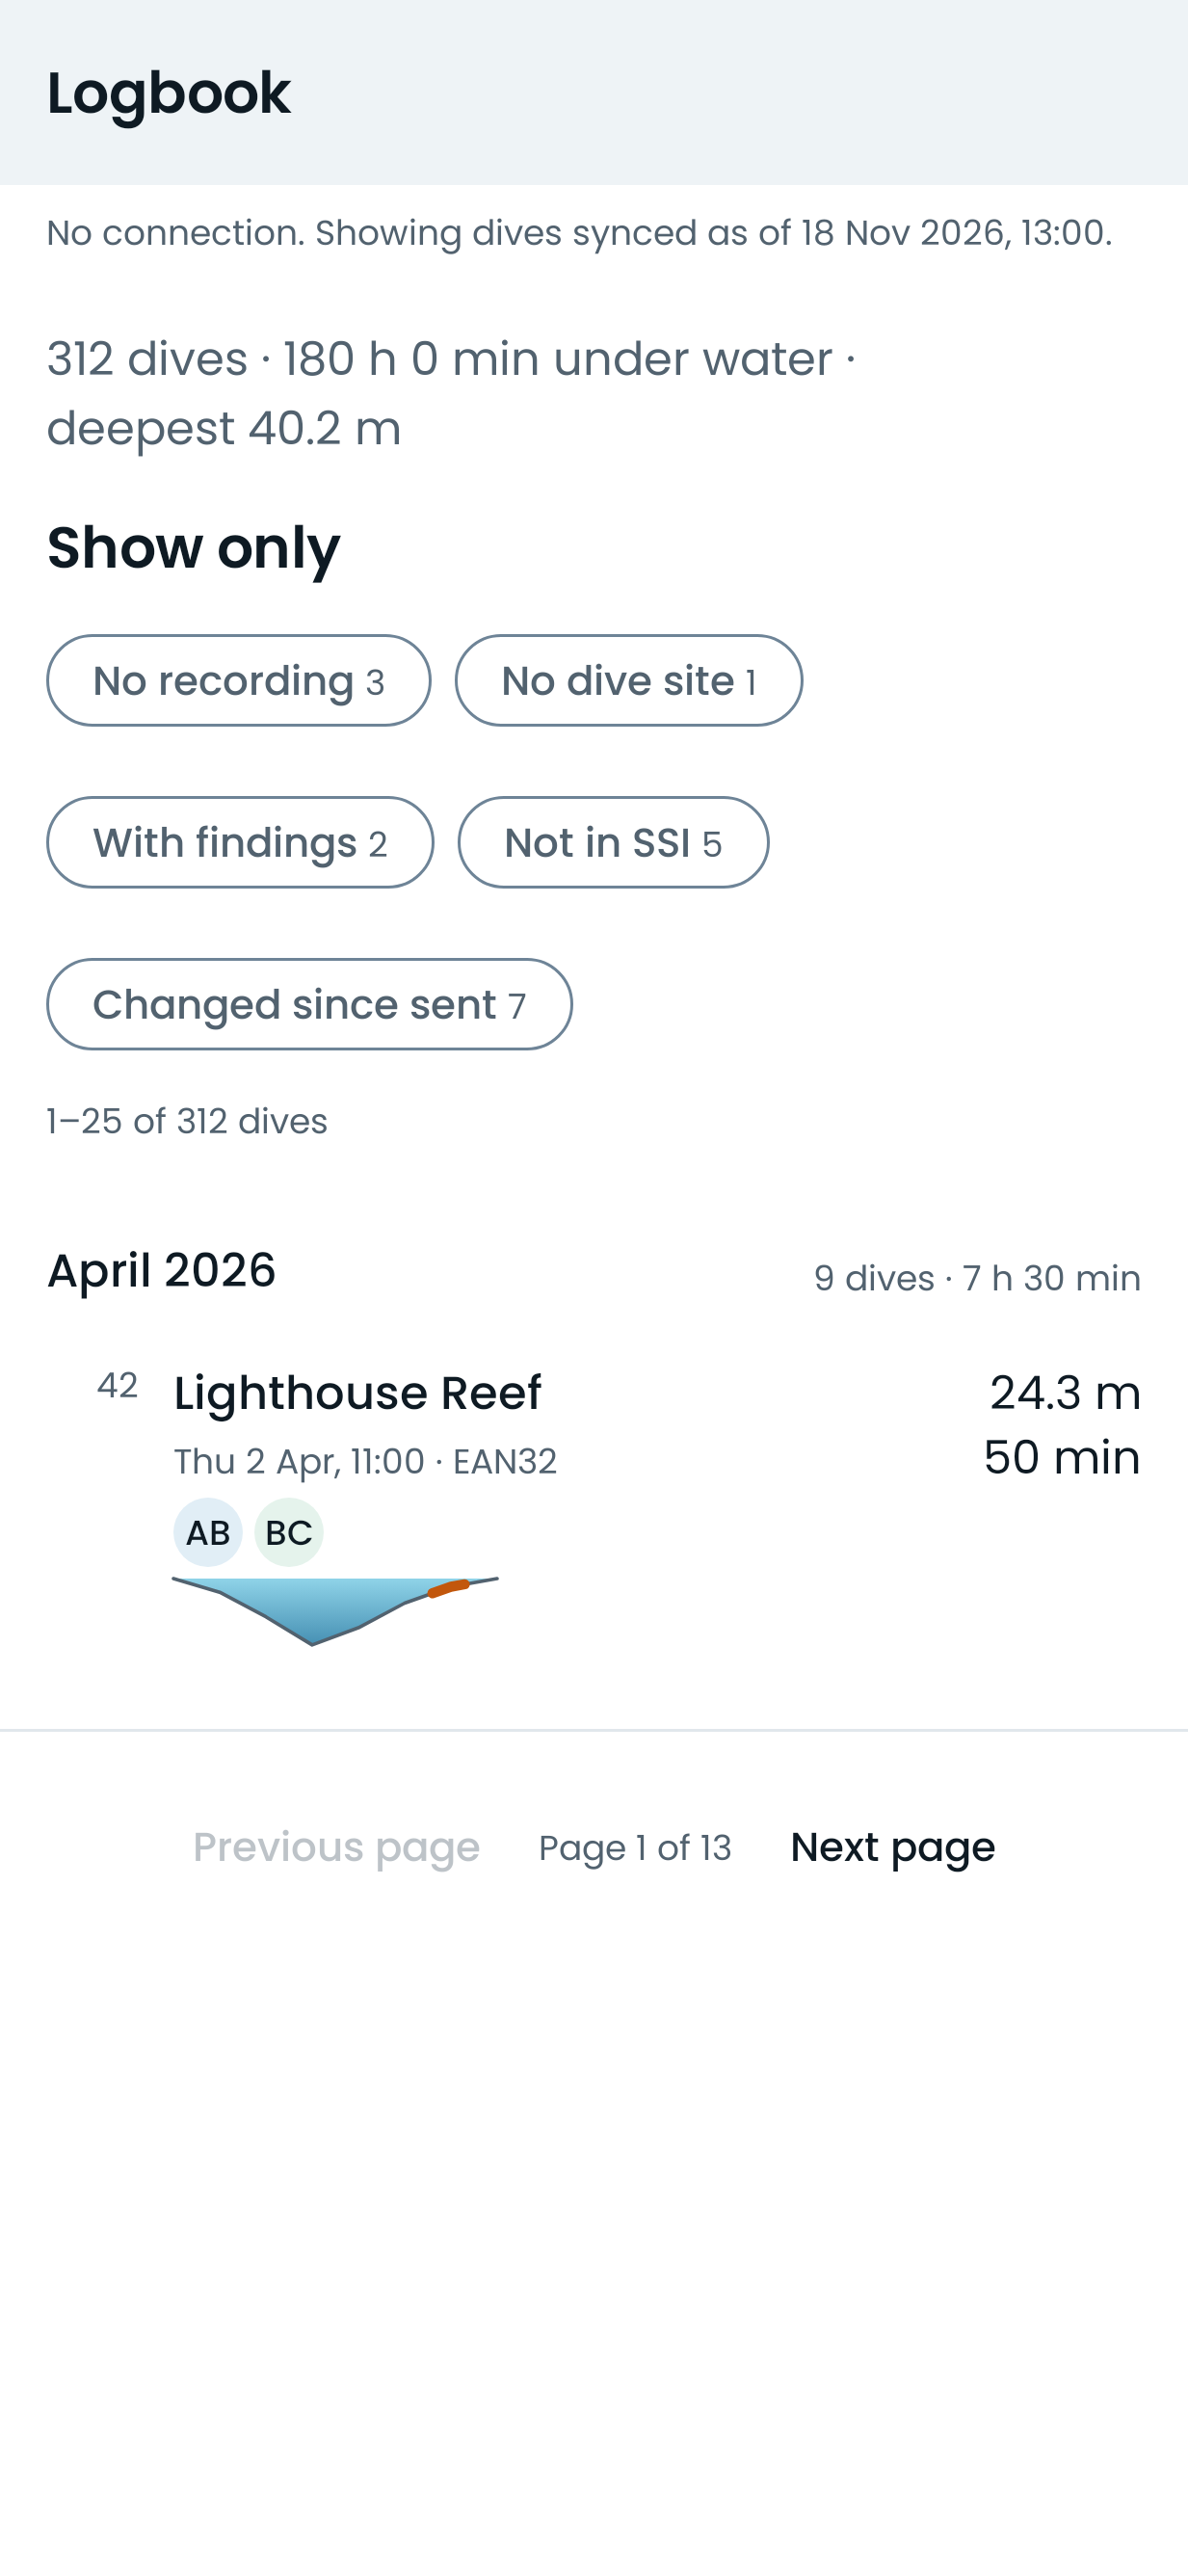 Logbook
No connection. Showing dives synced as of 18 Nov 2026, 13:00.
312 dives · 180 h 0 min under water ·
deepest 40.2 m
Show only
No recording 3
No dive site 1
With findings 2
Not in SSI 5
Changed since sent 7
1–25 of 312 dives
April 2026
9 dives · 7 h 30 min
42
Lighthouse Reef
24.3 m
Thu 2 Apr, 11:00 · EAN32
50 min
AB
BC
Previous page
Page 1 of 13
Next page